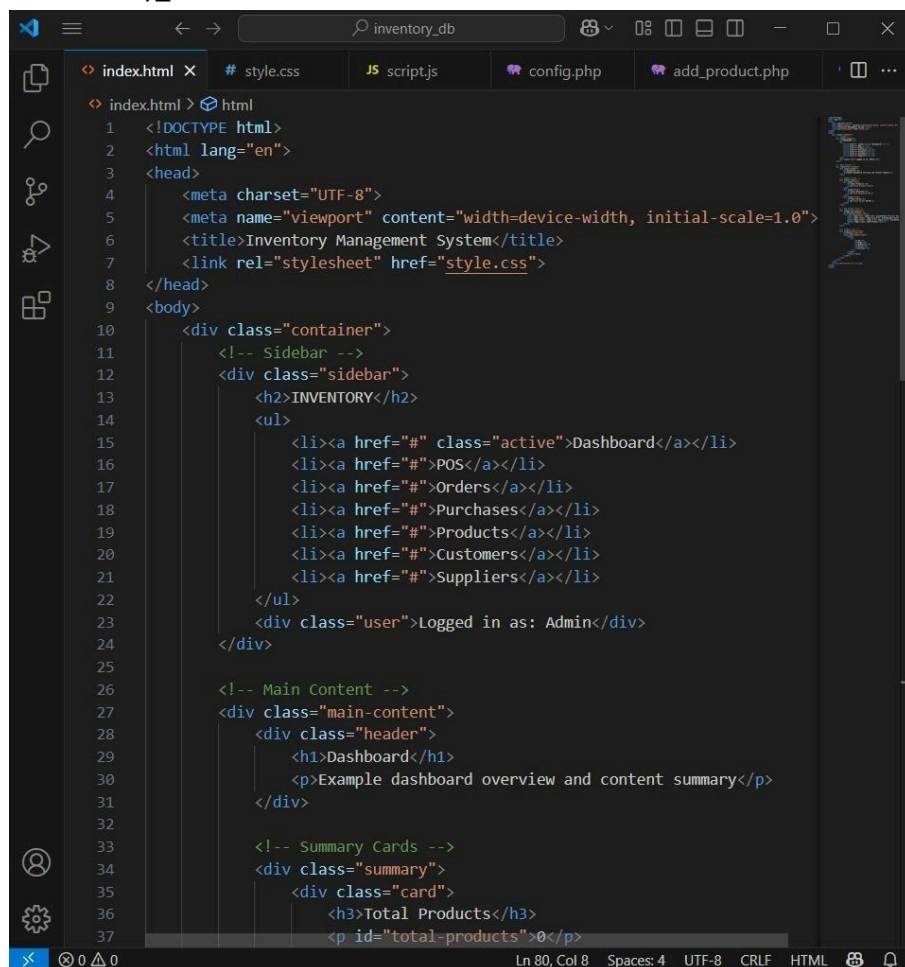 inventory_db
index.html
# style.css
JS script.js
config.php
add_product.php
index.html > html
1 <!DOCTYPE html>
2 <html lang="en">
3 <head>
4     <meta charset="UTF-8">
5     <meta name="viewport" content="width=device-width, initial-scale=1.0">
6     <title>Inventory Management System</title>
7     <link rel="stylesheet" href="style.css">
8 </head>
9 <body>
10     <div class="container">
11         <!-- Sidebar -->
12         <div class="sidebar">
13             <h2>INVENTORY</h2>
14             <ul>
15                 <li><a href="#" class="active">Dashboard</a></li>
16                 <li><a href="#">POS</a></li>
17                 <li><a href="#">Orders</a></li>
18                 <li><a href="#">Purchases</a></li>
19                 <li><a href="#">Products</a></li>
20                 <li><a href="#">Customers</a></li>
21                 <li><a href="#">Suppliers</a></li>
22             </ul>
23             <div class="user">Logged in as: Admin</div>
24         </div>
25
26         <!-- Main Content -->
27         <div class="main-content">
28             <div class="header">
29                 <h1>Dashboard</h1>
30                 <p>Example dashboard overview and content summary</p>
31             </div>
32
33             <!-- Summary Cards -->
34             <div class="summary">
35                 <div class="card">
36                     <h3>Total Products</h3>
37                     <p id="total-products">0</p>
0 0 Ln 80, Col 8 Spaces: 4 UTF-8 CRLF HTML